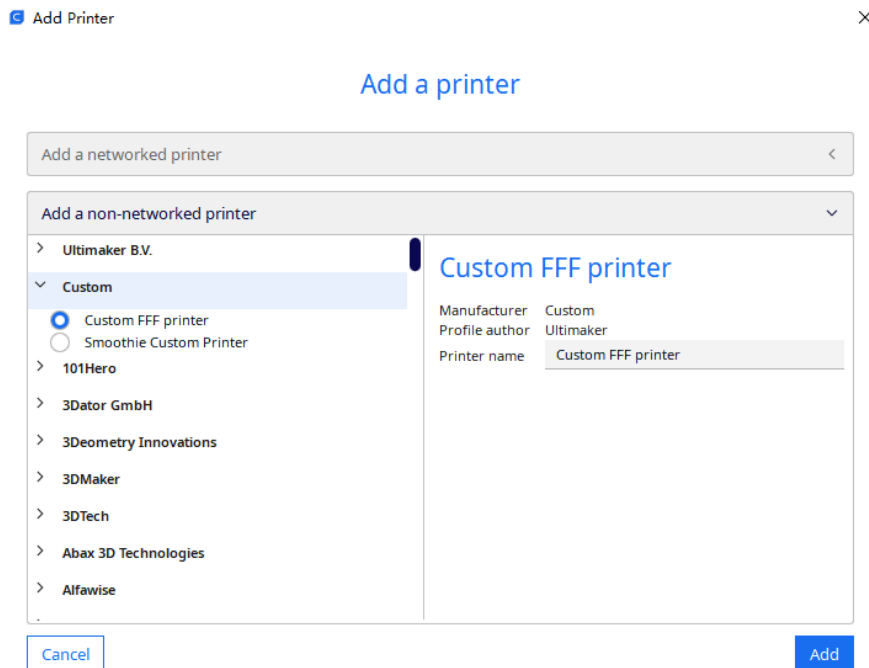 Add Printer
Add a printer
Add a networked printer
Add a non-networked printer
Ultimaker B.V.
Custom
Custom FFF printer
Smoothie Custom Printer
101Hero
3Dator GmbH
3Deometry Innovations
3DMaker
3DTech
Abax 3D Technologies
Alfawise
Custom FFF printer
Manufacturer Custom
Profile author Ultimaker
Printer name Custom FFF printer
Cancel
Add